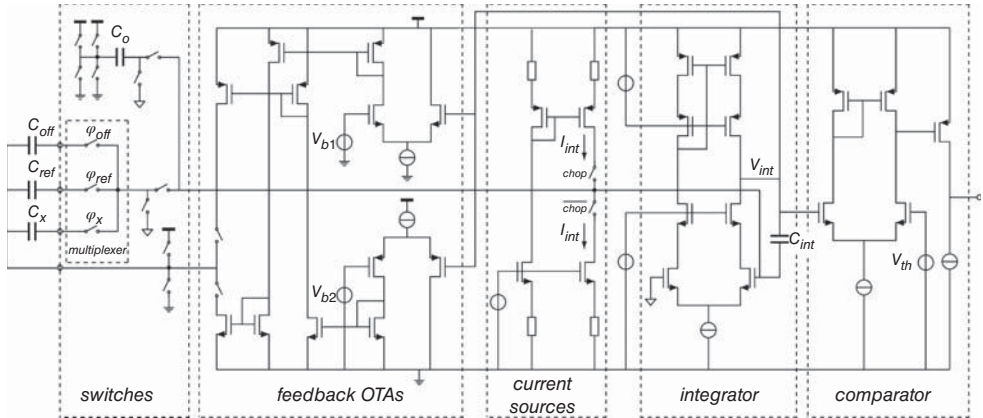 C_o
C_off
φ_off
C_ref
φ_ref
C_x
φ_x
multiplexer
V_b1
V_b2
I_int
chop
chop
I_int
V_int
C_int
V_th
switches
feedback OTAs
current
sources
integrator
comparator